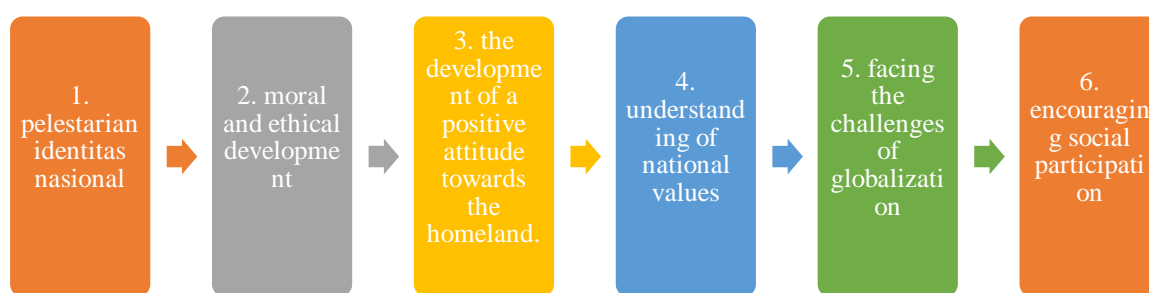 1.
pelestarian
identitas
nasional
2. moral
and ethical
developme
nt
3. the
developme
nt of a
positive
attitude
towards
the
homeland.
4.
understand
ing of
national
values
5. facing
the
challenges
of
globalizati
on
6.
encouragin
g social
participati
on